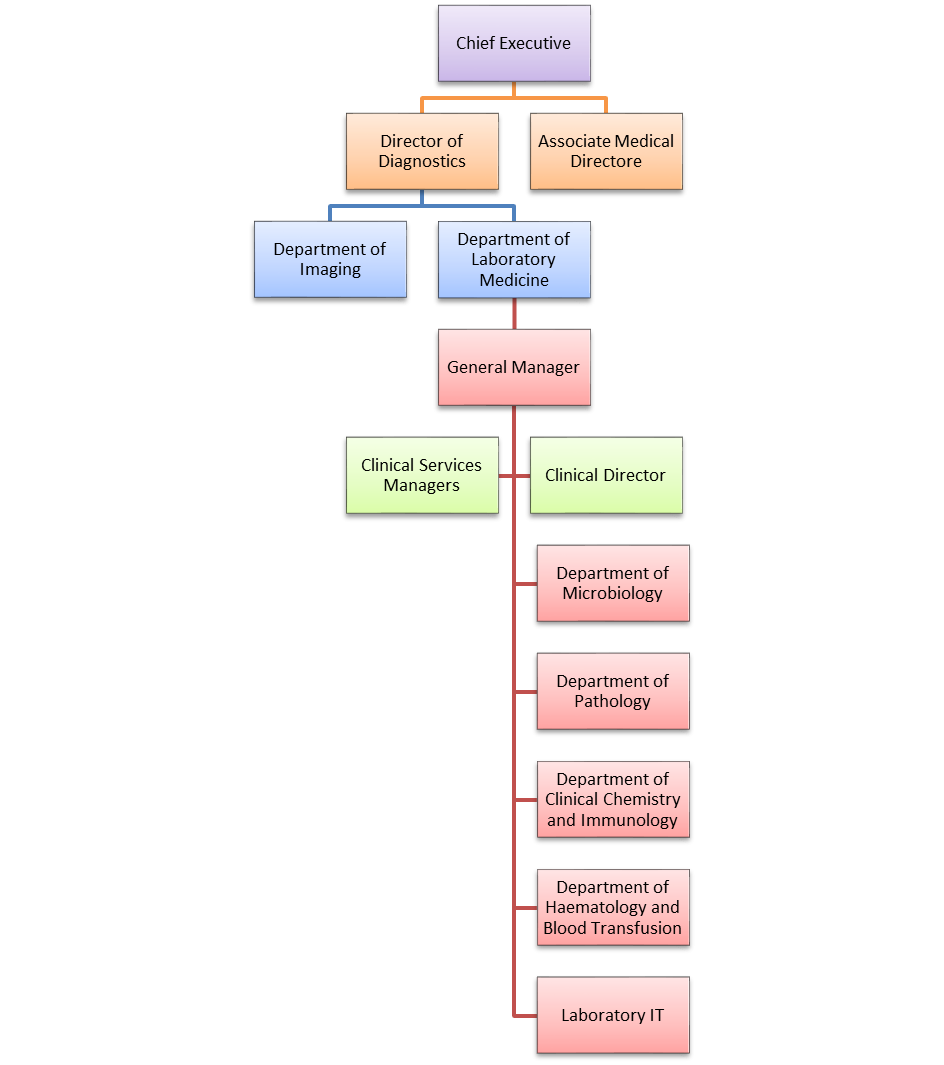 Chief Executive
Director of
Diagnostics
Associate Medical
Directore
Department of
Imaging
Department of
Laboratory
Medicine
General Manager
Clinical Services
Managers
Clinical Director
Department of
Microbiology
Department of
Pathology
Department of
Clinical Chemistry
and Immunology
Department of
Haematology and
Blood Transfusion
Laboratory IT